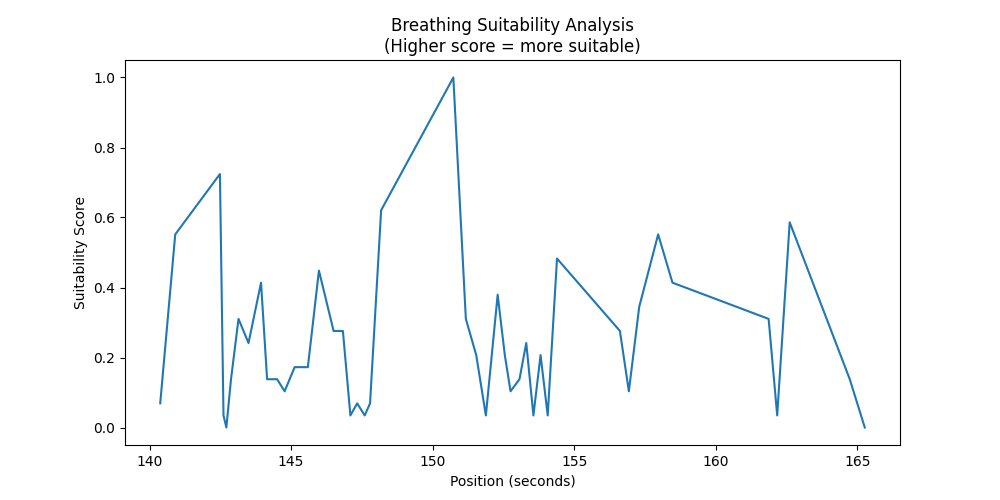 Breathing Suitability Analysis
(Higher score = more suitable)
Suitability Score
1.0
0.8
0.6
0.4
0.2
0.0
140 145 150 155 160 165
Position (seconds)